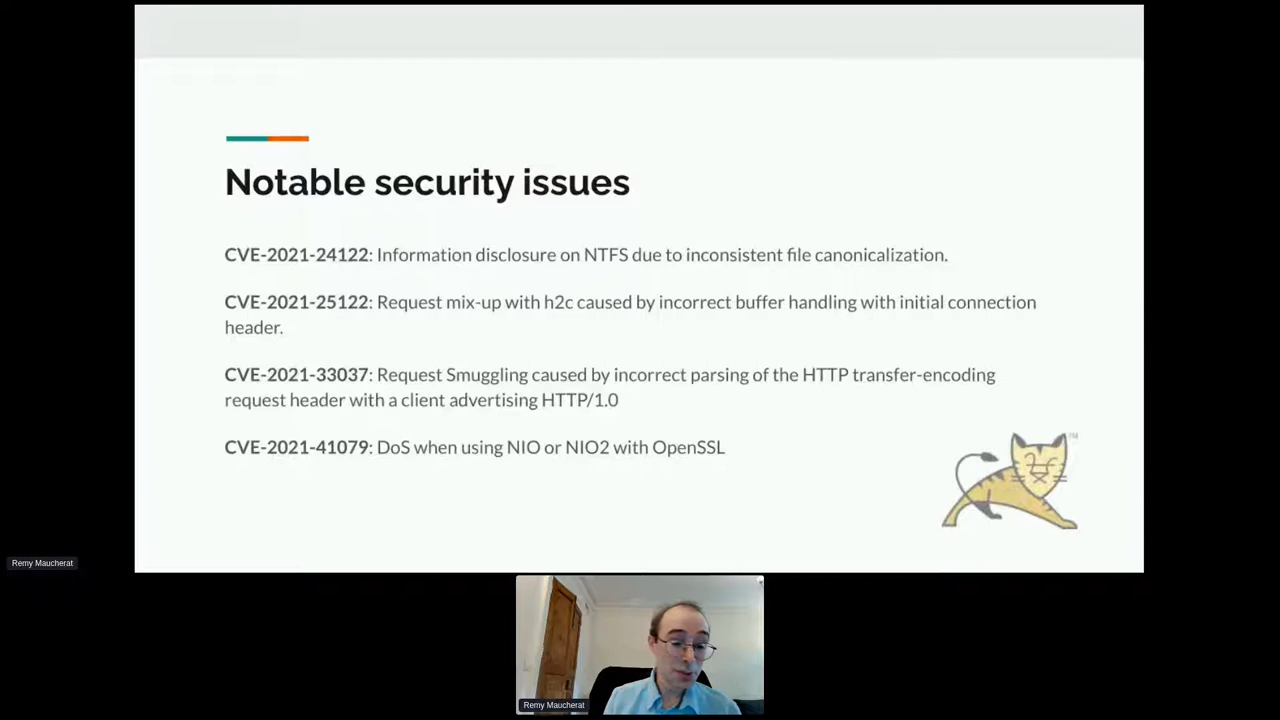 Notable security issues
CVE-2021-24122: Information disclosure on NTFS due to inconsistent file canonicalization.
CVE-2021-25122: Request mix-up with h2c caused by incorrect buffer handling with initial connection
header.
CVE-2021-33037: Request Smuggling caused by incorrect parsing of the HTTP transfer-encoding
request header with a client advertising HTTP/1.0
CVE-2021-41079: DoS when using NIO or NIO2 with OpenSSL
TM
Remy Maucherat
Remy Maucherat